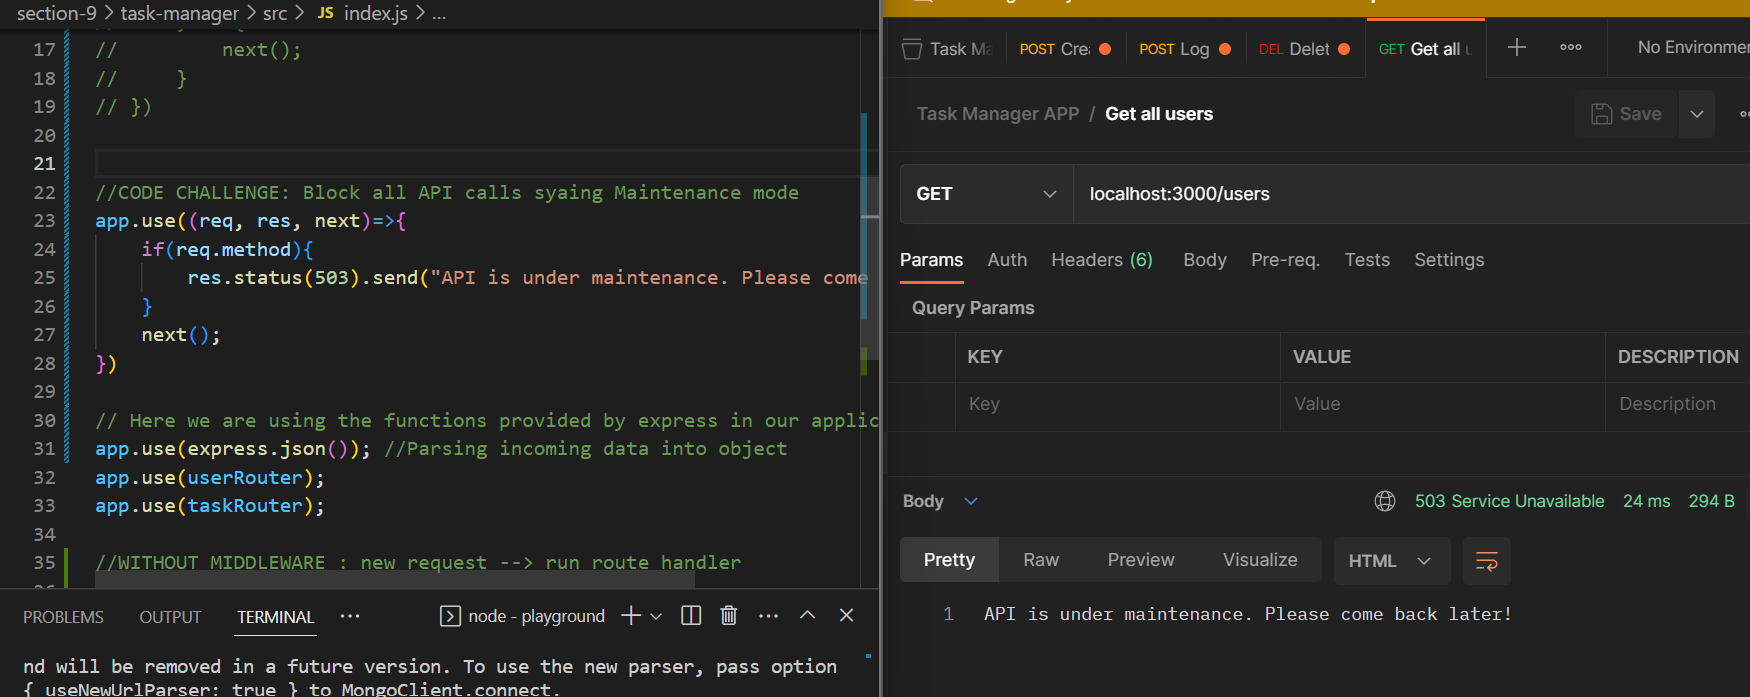 section-9 > task-manager > src > JS index.js > ...
17 // next();
18 // }
19 // })
20
21
22 //CODE CHALLENGE: Block all API calls syaing Maintenance mode
23 app.use((req, res, next)=>{
24 if(req.method){
25 res.status(503).send("API is under maintenance. Please come
26 }
27 next();
28 })
29
30 // Here we are using the functions provided by express in our applic
31 app.use(express.json()); //Parsing incoming data into object
32 app.use(userRouter);
33 app.use(taskRouter);
34
35 //WITHOUT MIDDLEWARE : new request --> run route handler
PROBLEMS OUTPUT TERMINAL ... node - playground
nd will be removed in a future version. To use the new parser, pass option
{ useNewUrlParser: true } to MongoClient.connect.
Task Ma POST Crea POST Log DEL Delet GET Get all u No Environmen
Task Manager APP / Get all users Save
GET localhost:3000/users
Params Auth Headers (6) Body Pre-req. Tests Settings
Query Params
KEY VALUE DESCRIPTION
Key Value Description
Body 503 Service Unavailable 24 ms 294 B
Pretty Raw Preview Visualize HTML
1 API is under maintenance. Please come back later!